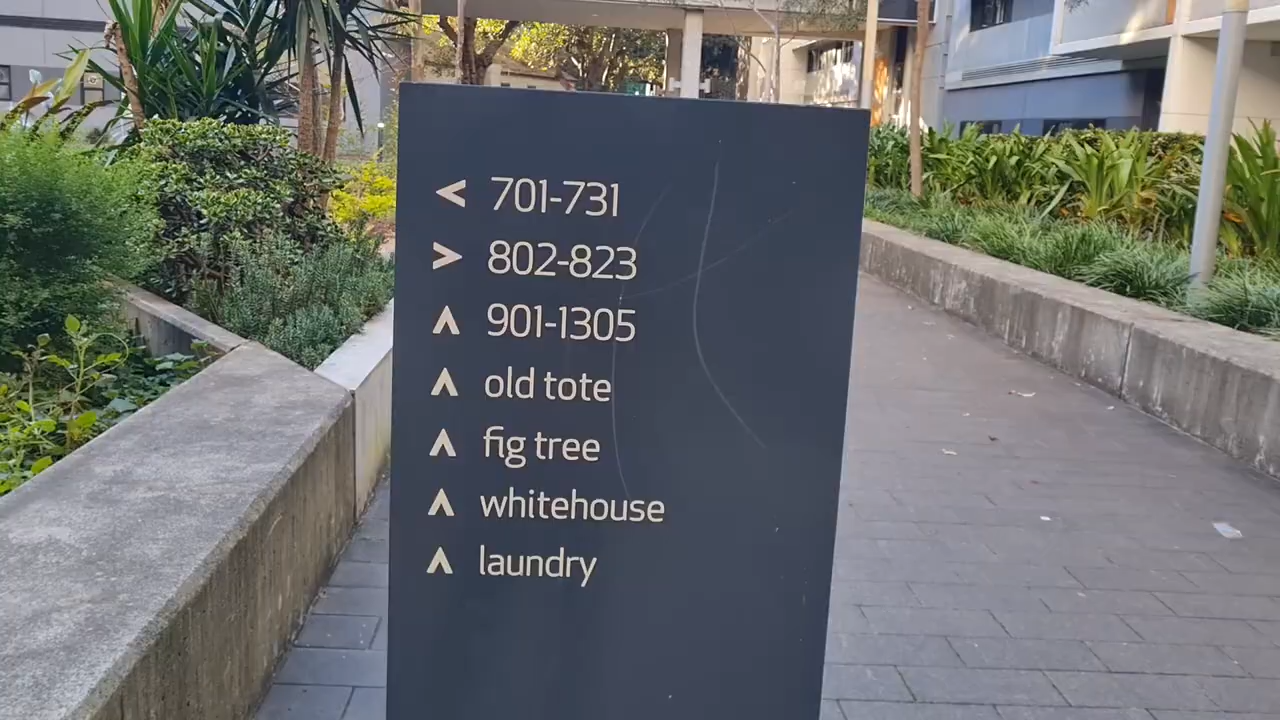 < 701-731
> 802-823
^ 901-1305
^ old tote
^ fig tree
^ whitehouse
^ laundry